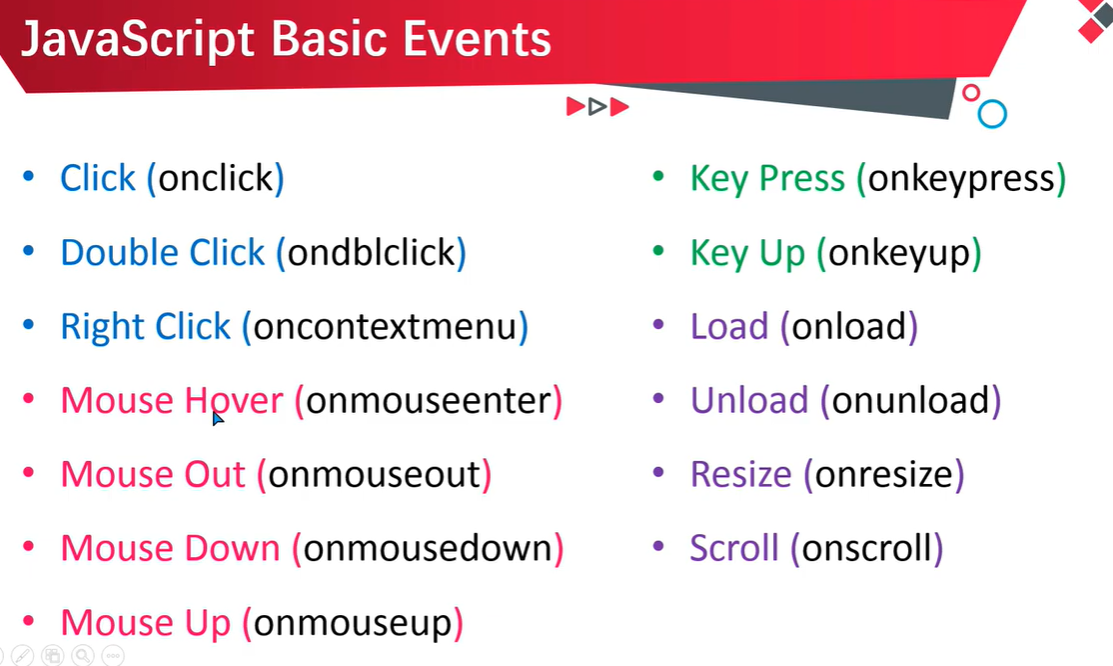 JavaScript Basic Events
• Click (onclick)
• Double Click (ondblclick)
• Right Click (oncontextmenu)
• Mouse Hover (onmouseenter)
• Mouse Out (onmouseout)
• Mouse Down (onmousedown)
• Mouse Up (onmouseup)
• Key Press (onkeypress)
• Key Up (onkeyup)
• Load (onload)
• Unload (onunload)
• Resize (onresize)
• Scroll (onscroll)